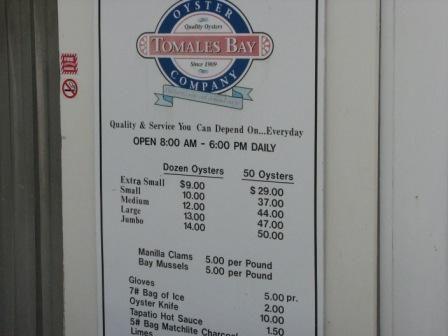 OYSTER
Quality Oysters
TOMALES BAY
Since 1909
COMPANY
Quality & Service You Can Depend On...Everyday
OPEN 8:00 AM - 6:00 PM DAILY
Dozen Oysters 50 Oysters
Extra Small $9.00 $29.00
Small 10.00 37.00
Medium 12.00 44.00
Large 13.00 47.00
Jumbo 14.00 50.00
Manilla Clams 5.00 per Pound
Bay Mussels 5.00 per Pound
Gloves 5.00 pr.
7# Bag of Ice 2.00
Oyster Knife 10.00
Tapatio Hot Sauce 1.50
5# Bag Matchlite Charcoal
Limes